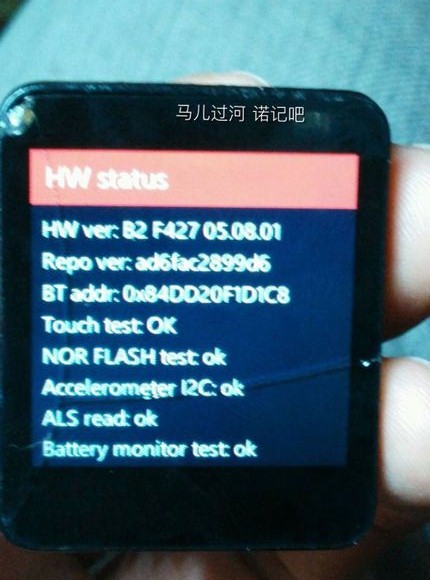 马儿过河 诺记吧
HW status
HW ver: B2 F427 05.08.01
Repo ver: ad6fac2899d6
BT addr: 0x84DD20F1D1C8
Touch test: OK
NOR FLASH test: ok
Accelerometer I2C: ok
ALS read: ok
Battery monitor test: ok